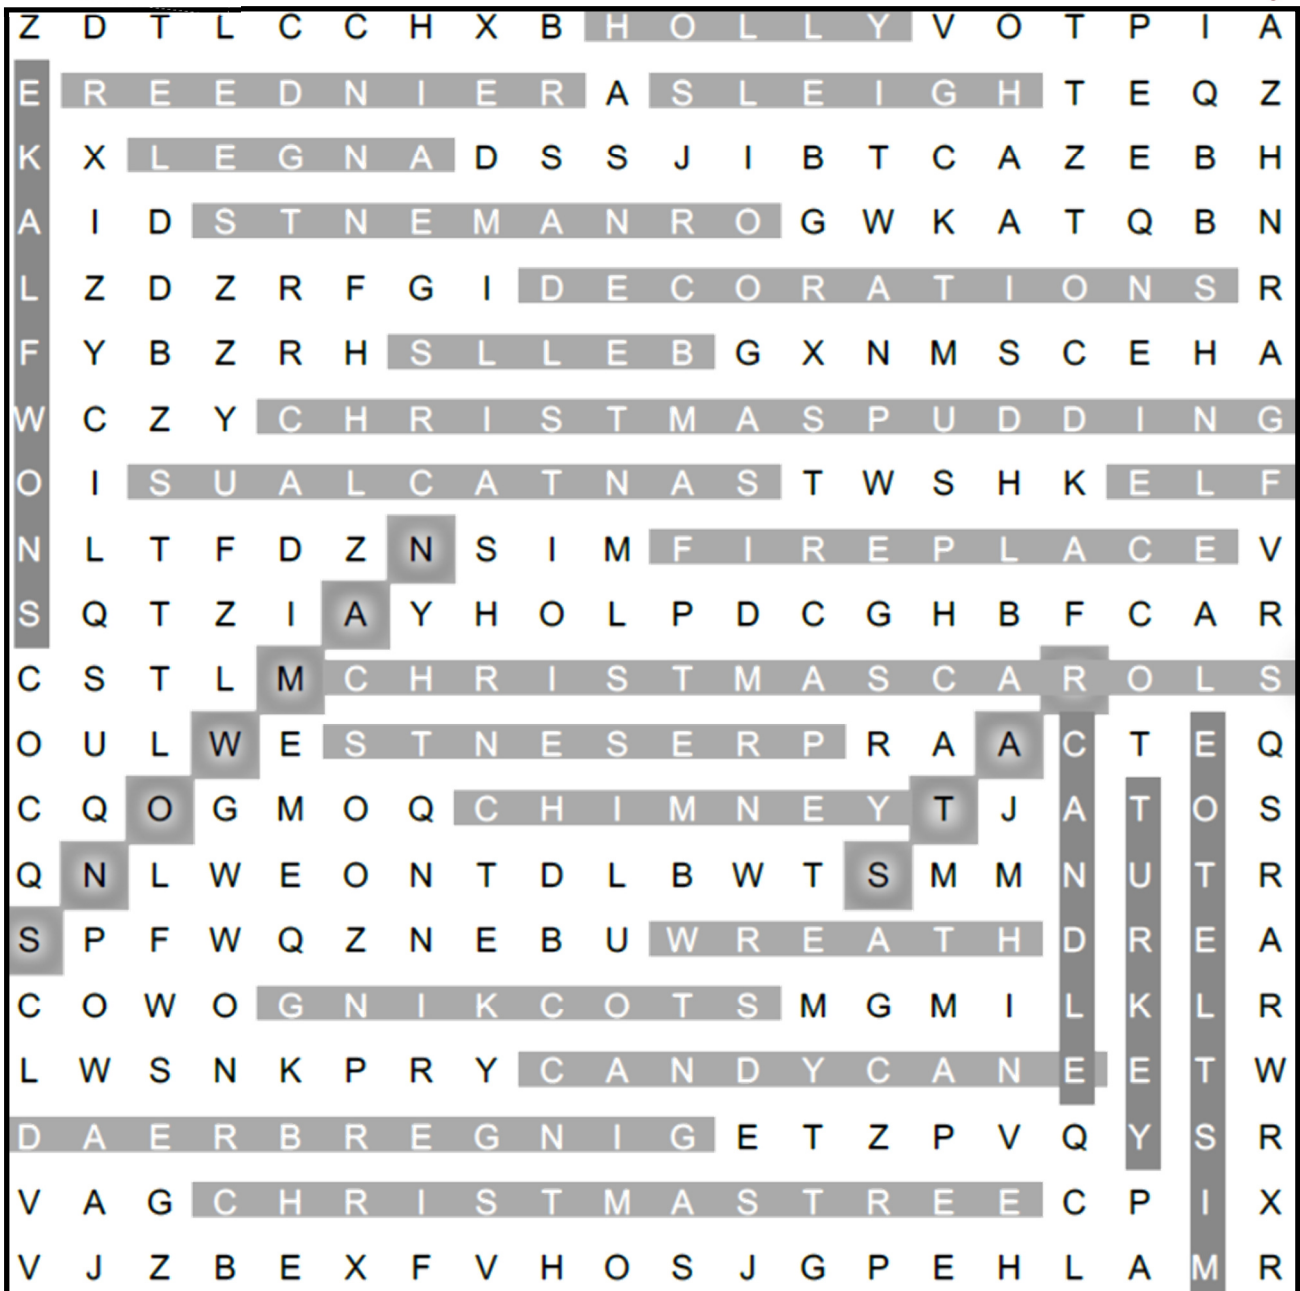 Z D T L C C H X B H O L L Y V O T P I A
E R E E D N I E R A S L E I G H T E Q Z
K X L E G N A D S S J I B T C A Z E B H
A I D S T N E M A N R O G W K A T Q B N
L Z D Z R F G I D E C O R A T I O N S R
F Y B Z R H S L L E B G X N M S C E H A
W C Z Y C H R I S T M A S P U D D I N G
O I S U A L C A T N A S T W S H K E L F
N L T F D Z N S I M F I R E P L A C E V
S Q T Z I A Y H O L P D C G H B F C A R
C S T L M C H R I S T M A S C A R O L S
O U L W E S T N E S E R P R A A C T E Q
C Q O G M O Q C H I M N E Y T J A T O S
Q N L W E O N T D L B W T S M M N U T R
S P F W Q Z N E B U W R E A T H D R E A
C O W O G N I K C O T S M G M I L K L R
L W S N K P R Y C A N D Y C A N E E T W
D A E R B R E G N I G E T Z P V Q Y S R
V A G C H R I S T M A S T R E E C P I X
V J Z B E X F V H O S J G P E H L A M R